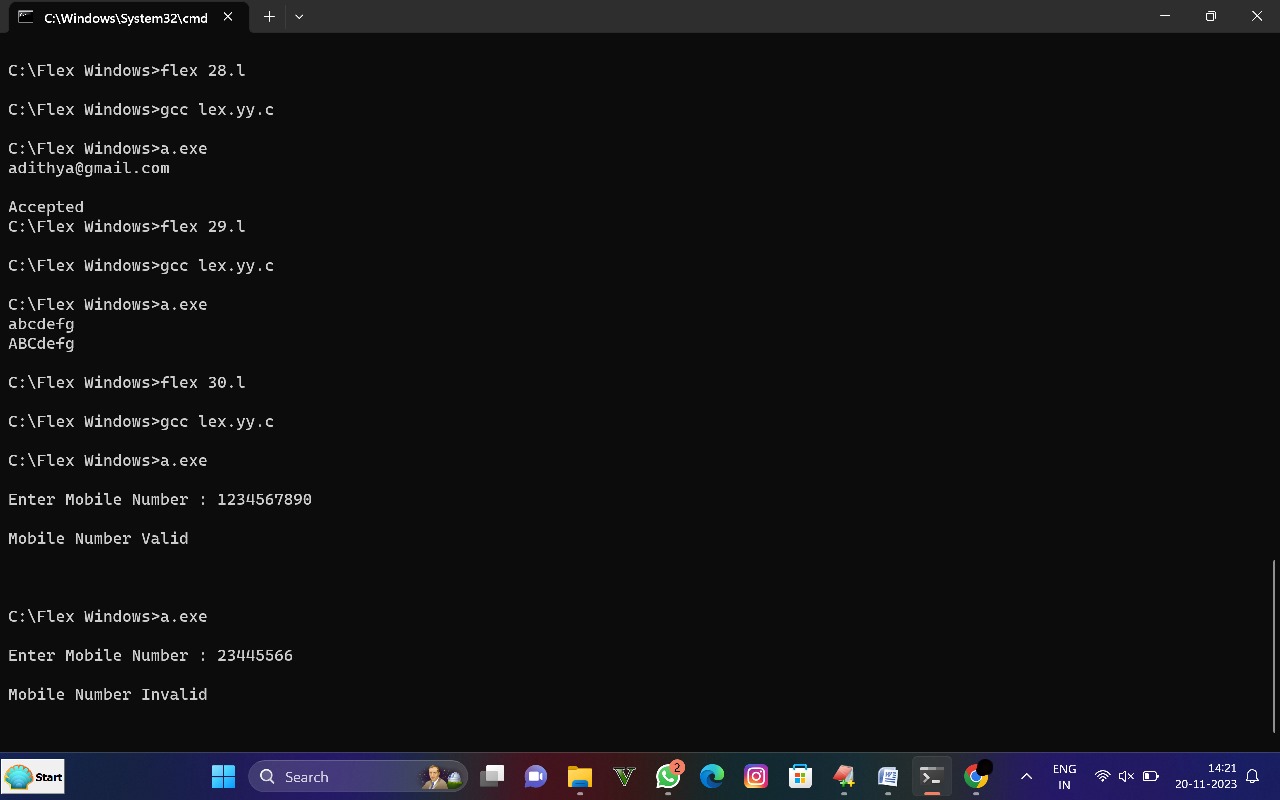 C:\Windows\System32\cmd
C:\Flex Windows>flex 28.l
C:\Flex Windows>gcc lex.yy.c
C:\Flex Windows>a.exe
adithya@gmail.com
Accepted
C:\Flex Windows>flex 29.l
C:\Flex Windows>gcc lex.yy.c
C:\Flex Windows>a.exe
abcdefg
ABCdefg
C:\Flex Windows>flex 30.l
C:\Flex Windows>gcc lex.yy.c
C:\Flex Windows>a.exe
Enter Mobile Number : 1234567890
Mobile Number Valid
C:\Flex Windows>a.exe
Enter Mobile Number : 23445566
Mobile Number Invalid
Start
Search
2
ENG
IN
14:21
20-11-2023